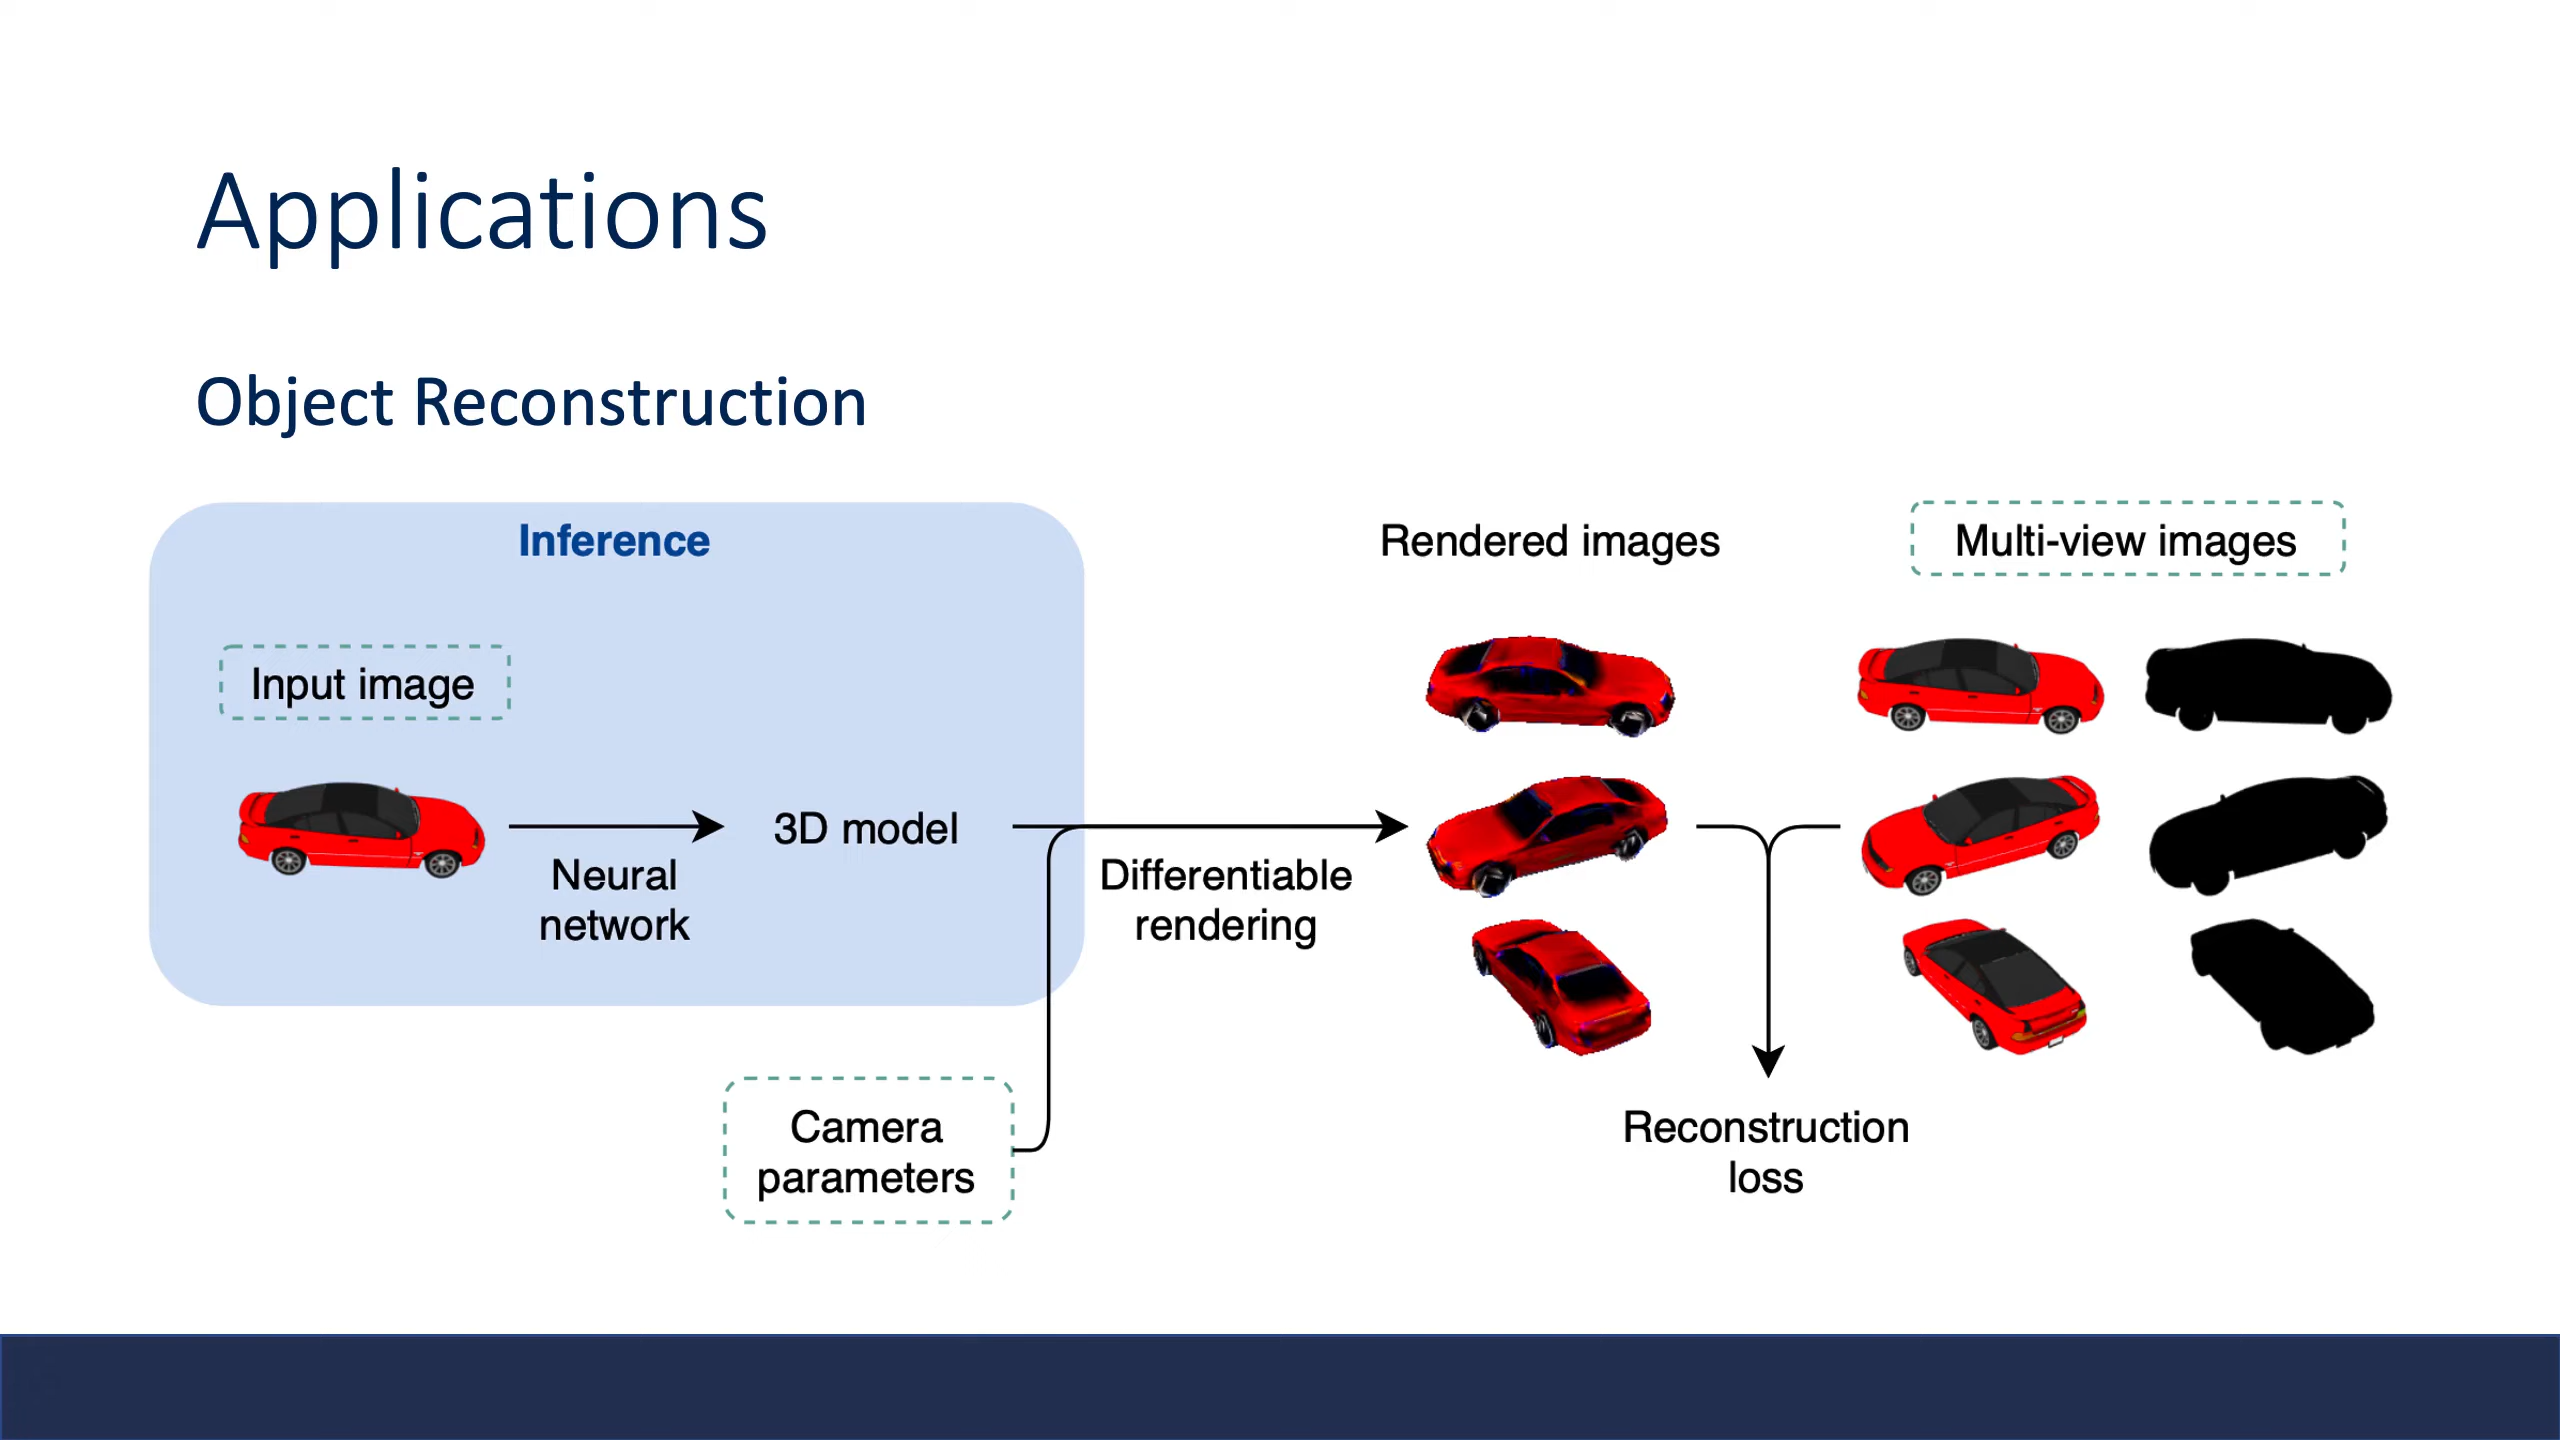 Applications
Object Reconstruction
Inference
Input image
Neural
network
3D model
Camera
parameters
Differentiable
rendering
Rendered images
Multi-view images
Reconstruction
loss